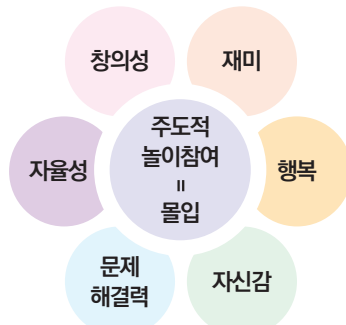 창의성
재미
자율성
주도적
놀이참여
=
몰입
행복
문제
해결력
자신감